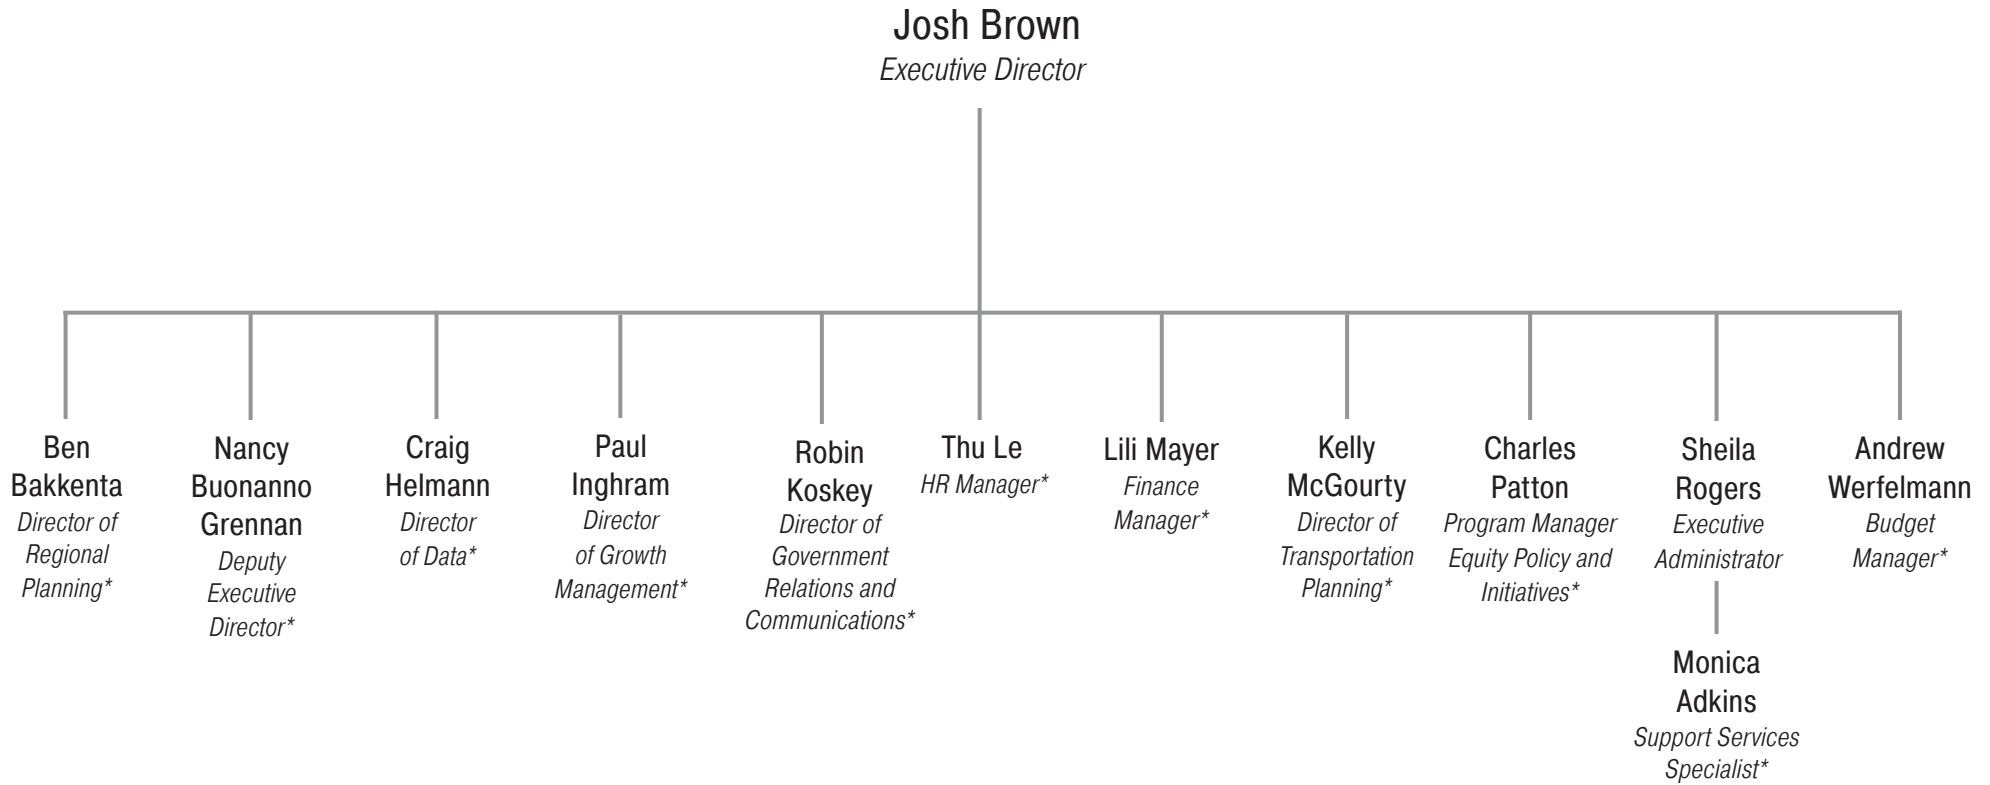 Josh Brown
Executive Director
Ben
Bakkenta
Director of
Regional
Planning*
Nancy
Buonanno
Grennan
Deputy
Executive
Director*
Craig
Helmann
Director
of Data*
Paul
Inghram
Director
of Growth
Management*
Robin
Koskey
Director of
Government
Relations and
Communications*
Thu Le
HR Manager*
Lili Mayer
Finance
Manager*
Kelly
McGourty
Director of
Transportation
Planning*
Charles
Patton
Program Manager
Equity Policy and
Initiatives*
Sheila
Rogers
Executive
Administrator
Monica
Adkins
Support Services
Specialist*
Andrew
Werfelmann
Budget
Manager*